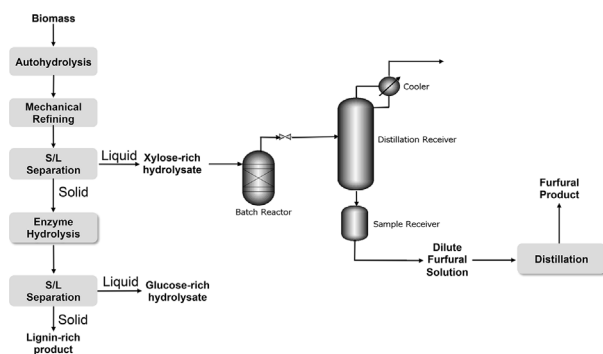 Biomass
Autohydrolysis
Mechanical
Refining
S/L
Separation
Liquid
Xylose-rich
hydrolysate
Solid
Enzyme
Hydrolysis
S/L
Separation
Liquid
Glucose-rich
hydrolysate
Solid
Lignin-rich
product
Batch Reactor
Cooler
Distillation Receiver
Sample Receiver
Dilute
Furfural
Solution
Furfural
Product
Distillation